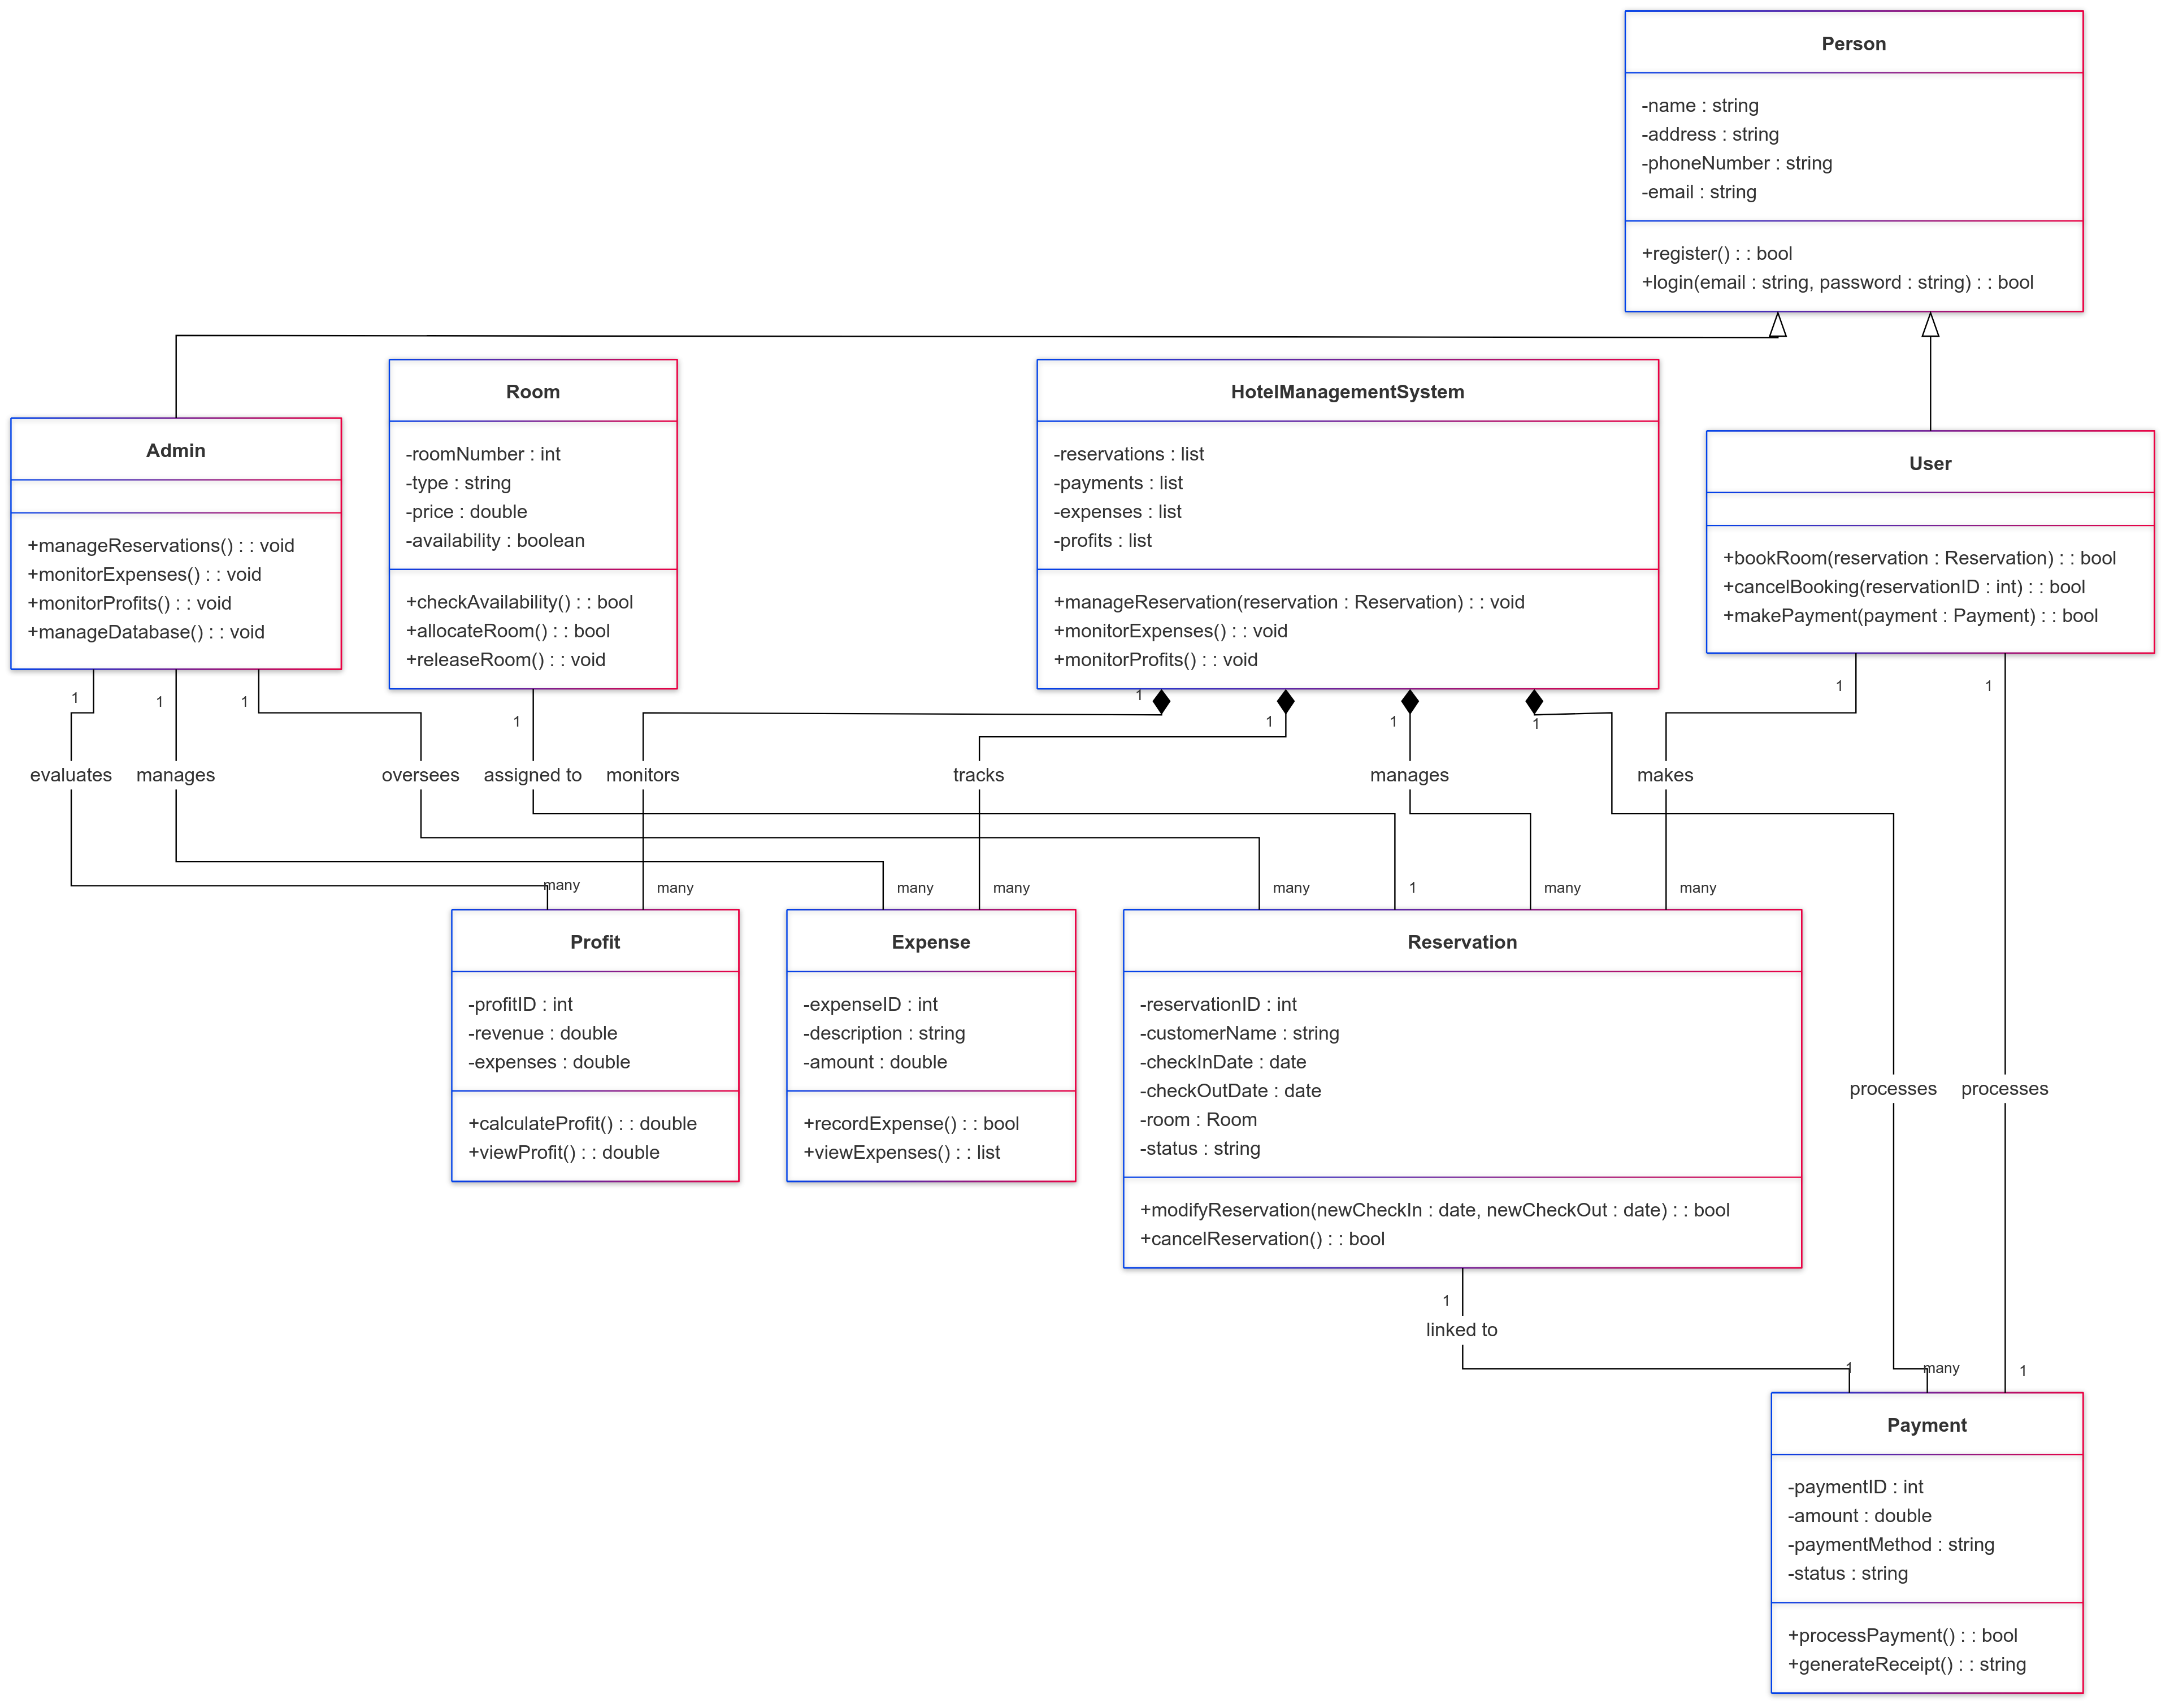 Person
-name : string
-address : string
-phoneNumber : string
-email : string
+register() : : bool
+login(email : string, password : string) : : bool
Admin
+manageReservations() : : void
+monitorExpenses() : : void
+monitorProfits() : : void
+manageDatabase() : : void
Room
-roomNumber : int
-type : string
-price : double
-availability : boolean
+checkAvailability() : : bool
+allocateRoom() : : bool
+releaseRoom() : : void
HotelManagementSystem
-reservations : list
-payments : list
-expenses : list
-profits : list
+manageReservation(reservation : Reservation) : : void
+monitorExpenses() : : void
+monitorProfits() : : void
User
+bookRoom(reservation : Reservation) : : bool
+cancelBooking(reservationID : int) : : bool
+makePayment(payment : Payment) : : bool
1
1
1
1
1
1
1
1
1
1
evaluates
manages
oversees
assigned to
monitors
tracks
manages
makes
many
many
many
many
many
1
many
many
Profit
-profitID : int
-revenue : double
-expenses : double
+calculateProfit() : : double
+viewProfit() : : double
Expense
-expenseID : int
-description : string
-amount : double
+recordExpense() : : bool
+viewExpenses() : : list
Reservation
-reservationID : int
-customerName : string
-checkInDate : date
-checkOutDate : date
-room : Room
-status : string
+modifyReservation(newCheckIn : date, newCheckOut : date) : : bool
+cancelReservation() : : bool
processes
processes
1
linked to
1
many
1
Payment
-paymentID : int
-amount : double
-paymentMethod : string
-status : string
+processPayment() : : bool
+generateReceipt() : : string